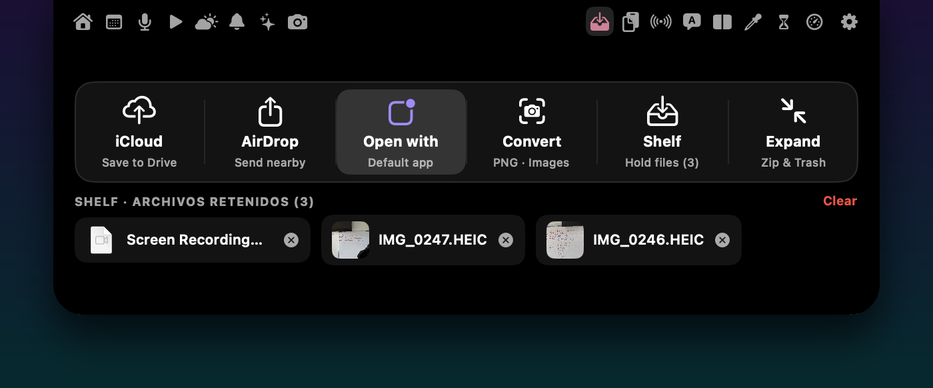 iCloud
Save to Drive
AirDrop
Send nearby
Open with
Default app
Convert
PNG · Images
Shelf
Hold files (3)
Expand
Zip & Trash
SHELF · ARCHIVOS RETENIDOS (3)
Clear
Screen Recording...
IMG_0247.HEIC
IMG_0246.HEIC